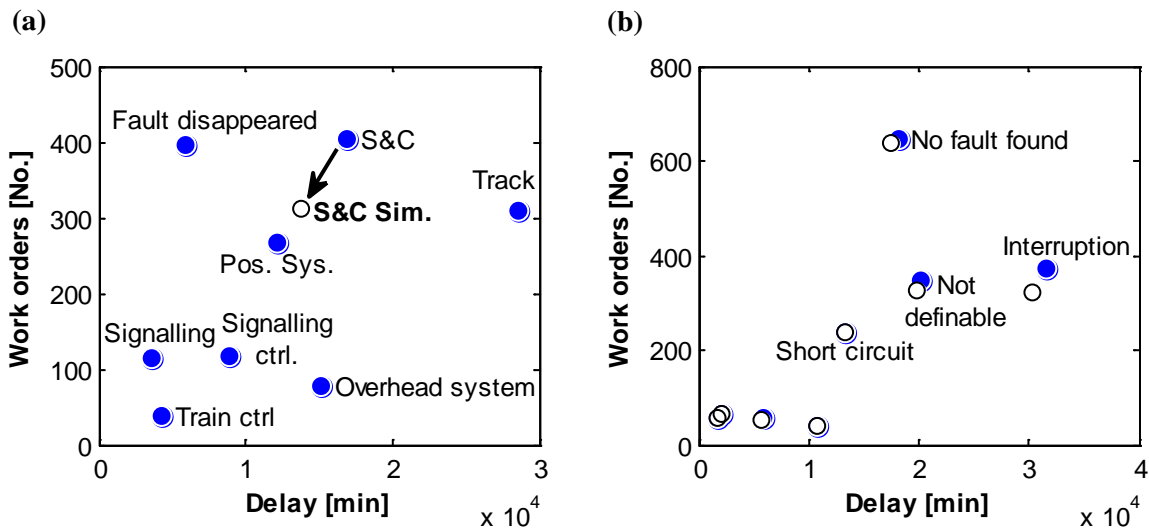 (a)
500
400
300
200
100
0
Work orders [No.]
Fault disappeared
S&C
Track
S&C Sim.
Pos. Sys.
Signalling
Signalling
ctrl.
Overhead system
Train ctrl
0
1
2
3
Delay [min]
x 10^4
(b)
800
600
400
200
0
Work orders [No.]
No fault found
Interruption
Not
definable
Short circuit
0
1
2
3
4
Delay [min]
x 10^4